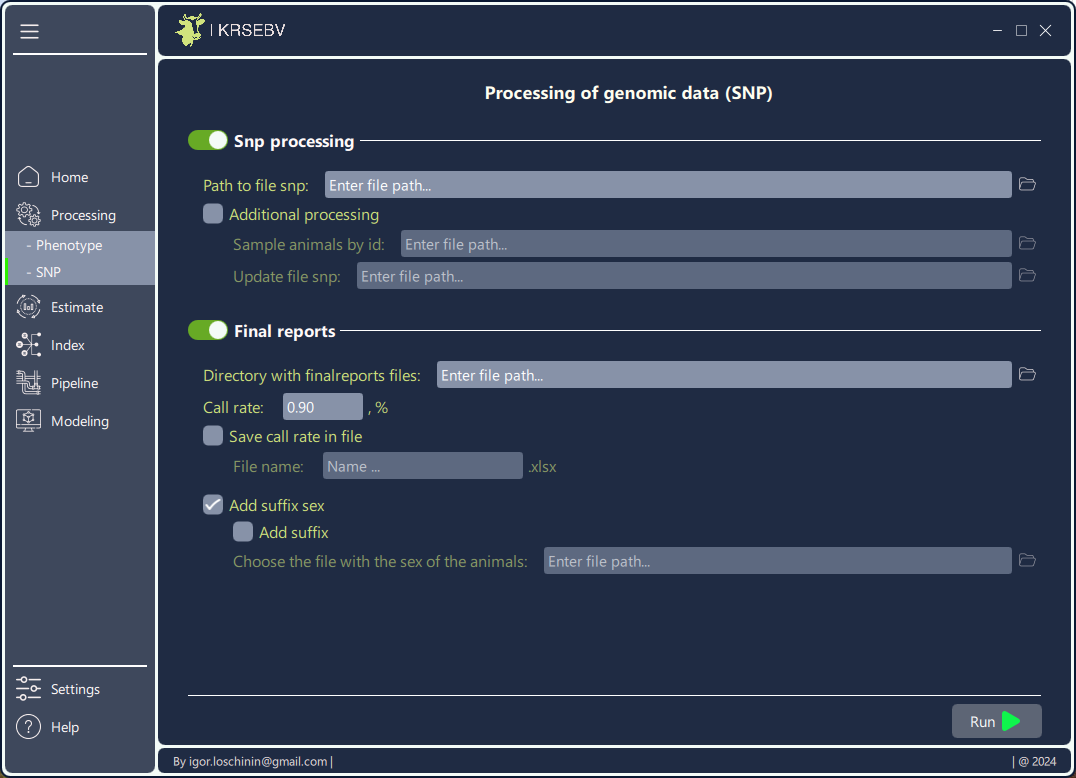 | KRSEBV
Home
Processing
- Phenotype
- SNP
Estimate
Index
Pipeline
Modeling
Settings
Help
Processing of genomic data (SNP)
Snp processing
Path to file snp: Enter file path...
Additional processing
Sample animals by id: Enter file path...
Update file snp: Enter file path...
Final reports
Directory with finalreports files: Enter file path...
Call rate: 0.90 , %
Save call rate in file
File name: Name ... .xlsx
Add suffix sex
Add suffix
Choose the file with the sex of the animals: Enter file path...
Run
By igor.loschinin@gmail.com | | @ 2024